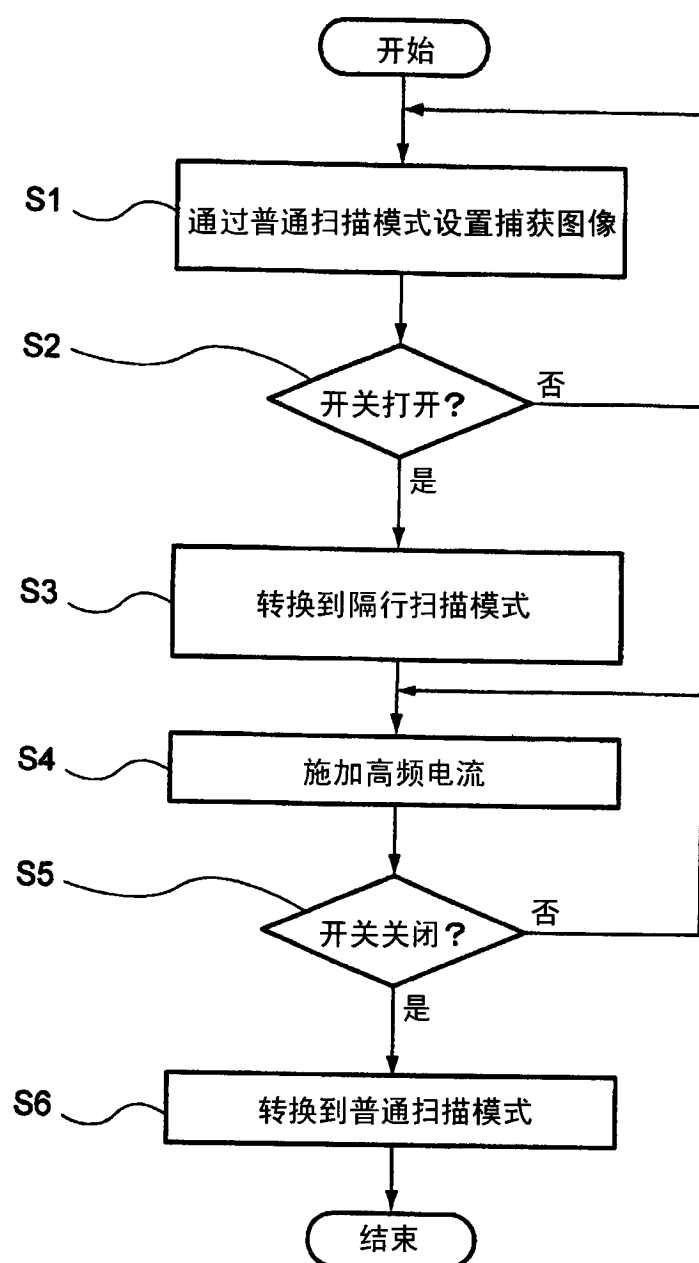 开始
S1
通过普通扫描模式设置捕获图像
S2
开关打开?
否
是
S3
转换到隔行扫描模式
S4
施加高频电流
S5
开关关闭?
否
是
S6
转换到普通扫描模式
结束